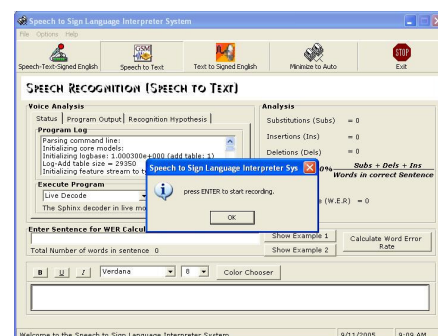 Speech to Sign Language Interpreter System
File Options Help
Speech-Text-Signed English
GSM
Speech to Text
Text to Signed English
Minimize to Auto
STOP
Exit
SPEECH RECOGNITION (SPEECH TO TEXT)
Voice Analysis
Status Program Output Recognition Hypothesis
Program Log
Parsing command line:
Initializing core models:
Initializing logbase: 1.000300e+000 (add table: 1)
Log-Add table size = 29350
Initializing feature stream to
Execute Program
Live Decode
The Sphinx decoder in live mo
Analysis
Substitutions (Subs) = 0
Insertions (Ins) = 0
Deletions (Dels) = 0
0% Subs + Dels + Ins
Words in correct Sentence
(W.E.R) = 0
Speech to Sign Language Interpreter Sys
press ENTER to start recording.
OK
Enter Sentence for WER Calcul
Total Number of words in sentence 0
Show Example 1
Show Example 2
Calculate Word Error
Rate
B U I Verdana 8 Color Chooser
Welcome to the Speech to Sign Language Interpreter System 9/11/2005 9:09 AM